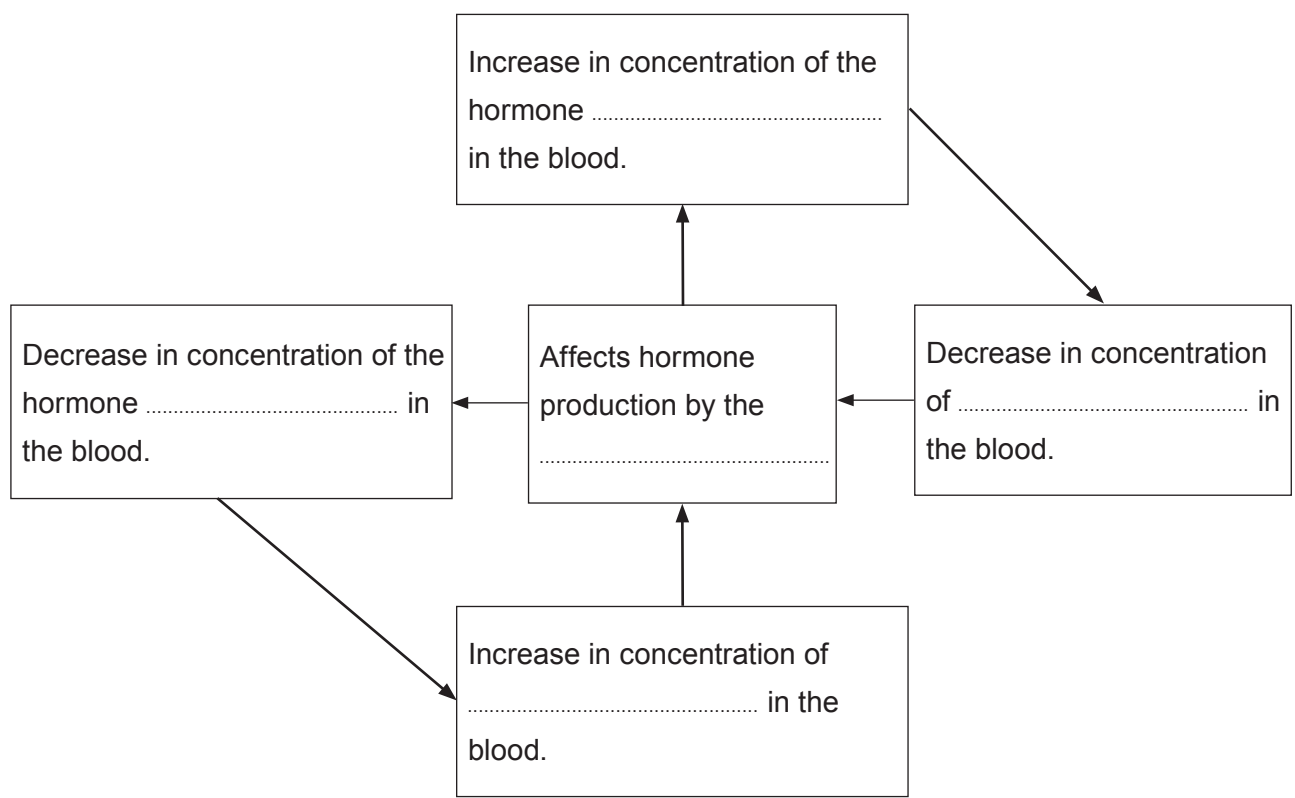 Increase in concentration of the
hormone ................................................
in the blood.
Decrease in concentration of the
hormone .......................................... in
the blood.
Affects hormone
production by the
................................................
Decrease in concentration
of ................................................ in
the blood.
Increase in concentration of
................................................ in the
blood.